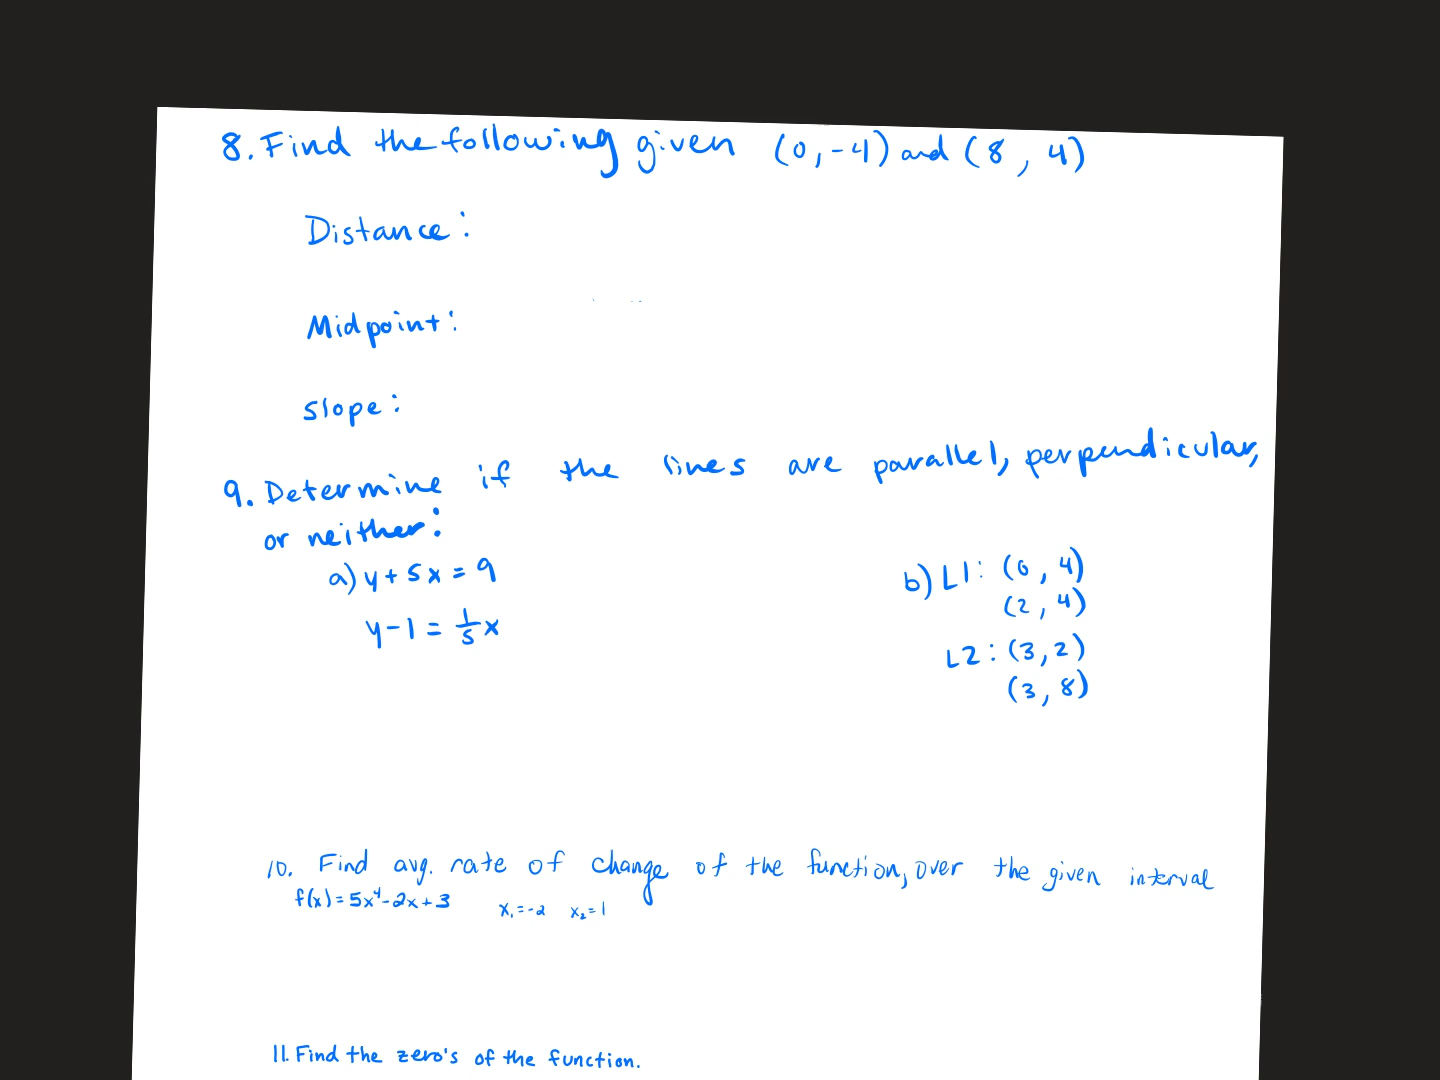 8. Find the following given (0, -4) and (8, 4)
Distance:
Midpoint:
slope:
9. Determine if the lines are parallel, perpendicular,
or neither:
a) y + 5x = 9
y - 1 = 1/5 x
b) L1: (0, 4)
(2, 4)
L2: (3, 2)
(3, 8)
10. Find avg. rate of change of the function, over the given interval
f(x) = 5x⁴ - 2x + 3 x₁ = -2 x₂ = 1
11. Find the zero's of the function.